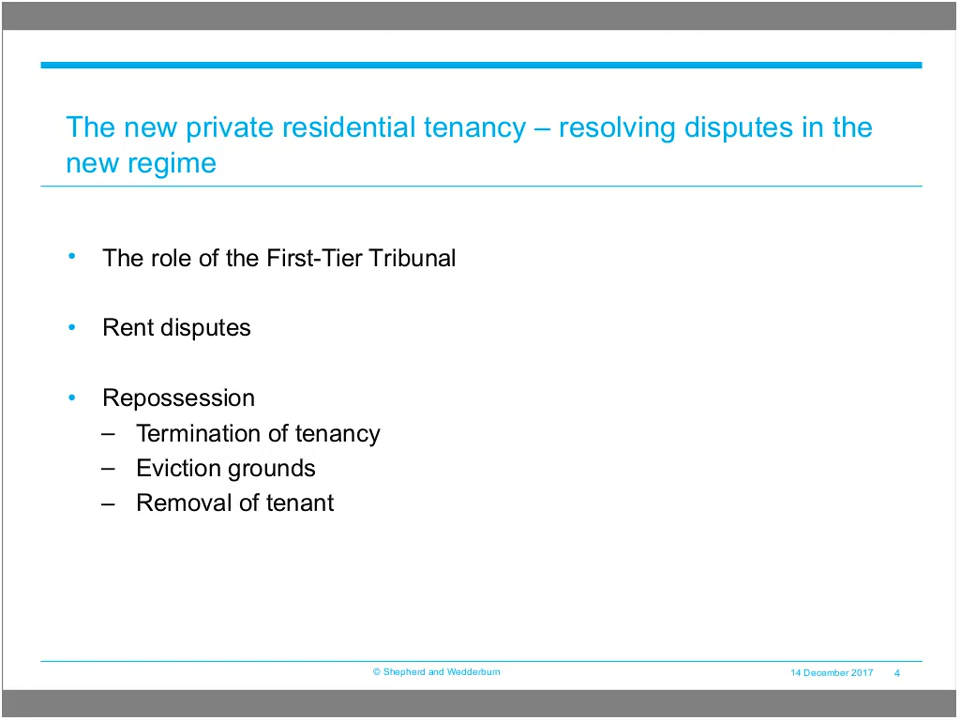 The new private residential tenancy – resolving disputes in the
new regime
• The role of the First-Tier Tribunal
• Rent disputes
• Repossession
– Termination of tenancy
– Eviction grounds
– Removal of tenant
© Shepherd and Wedderburn
14 December 2017 4